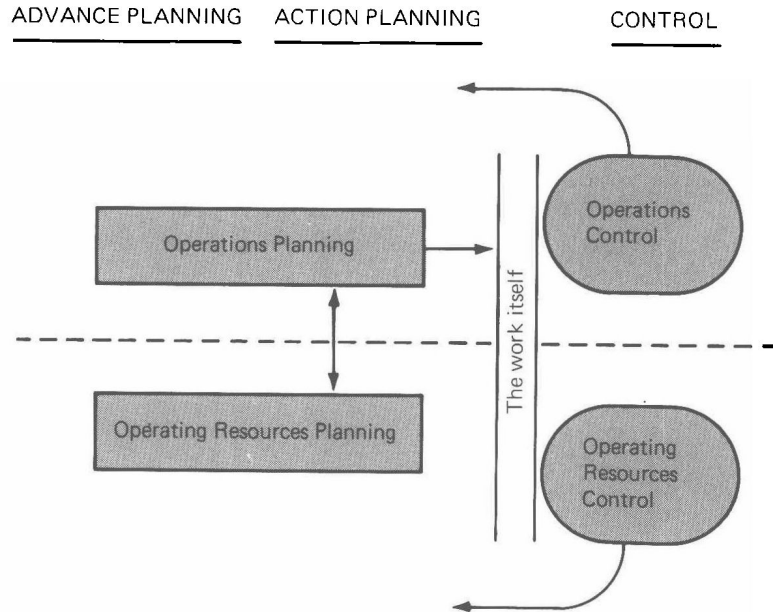 ADVANCE PLANNING
ACTION PLANNING
CONTROL
Operations Planning
Operations
Control
The work itself
Operating Resources Planning
Operating
Resources
Control